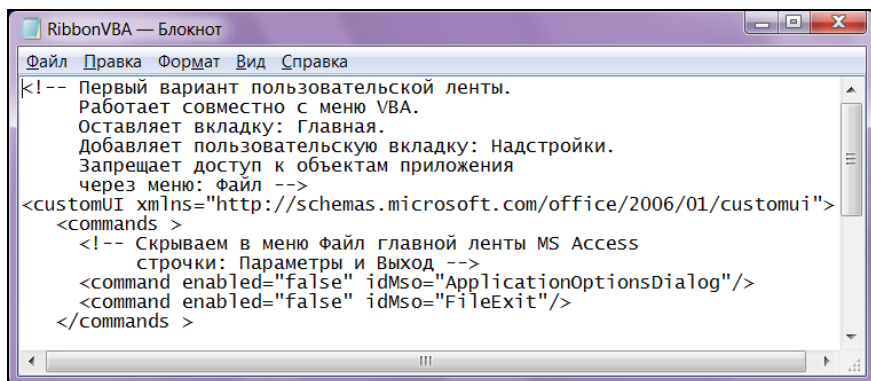 RibbonVBA — Блокнот
Файл Правка Формат Вид Справка
<!-- Первый вариант пользовательской ленты.
Работает совместно с меню VBA.
Оставляет вкладку: Главная.
Добавляет пользовательскую вкладку: Надстройки.
Запрещает доступ к объектам приложения
через меню: Файл -->
<customUI xmlns="http://schemas.microsoft.com/office/2006/01/customui">
<commands >
<!-- Скрываем в меню Файл главной ленты MS Access
строчки: Параметры и Выход -->
<command enabled="false" idMso="ApplicationOptionsDialog"/>
<command enabled="false" idMso="FileExit"/>
</commands >